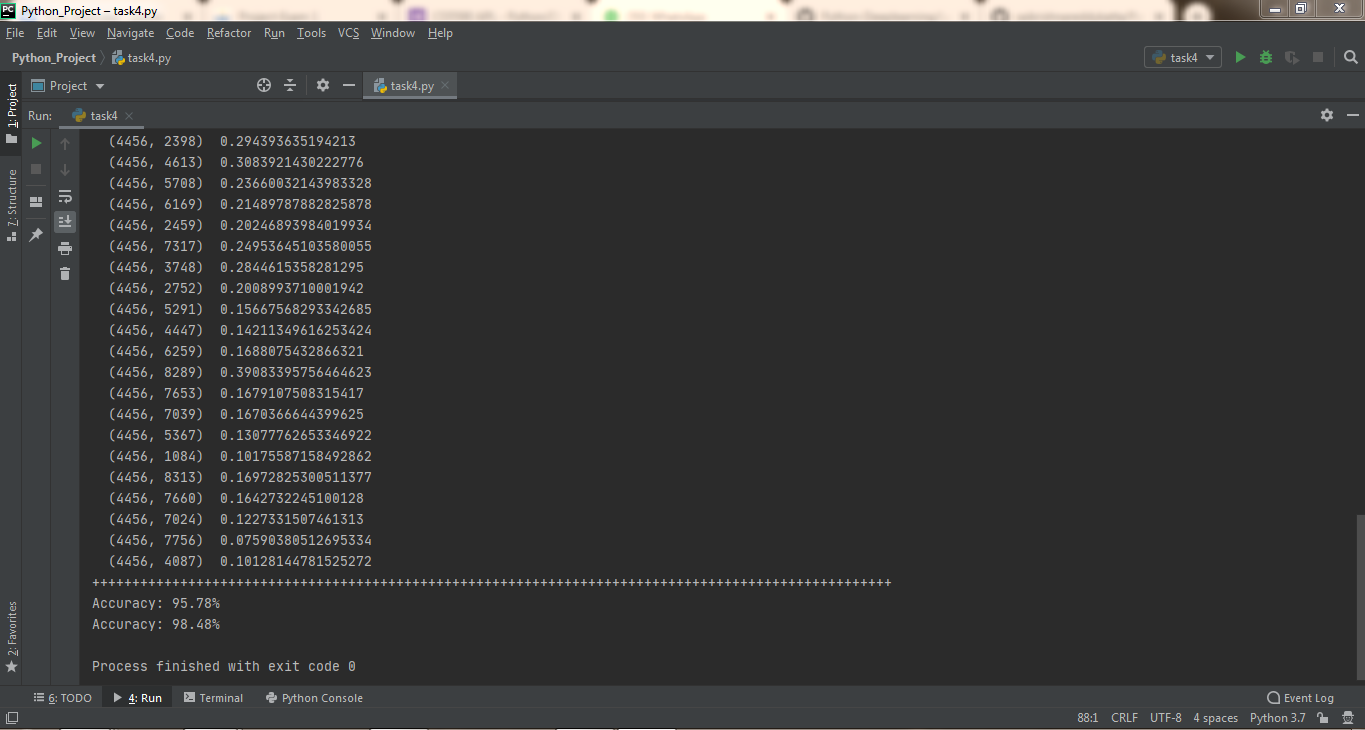 PC Python_Project – task4.py
File Edit View Navigate Code Refactor Run Tools VCS Window Help
Python_Project task4.py task4
1: Project
Project task4.py
Run: task4
(4456, 2398) 0.294393635194213
(4456, 4613) 0.3083921430222776
(4456, 5708) 0.23660032143983328
(4456, 6169) 0.21489787882825878
(4456, 2459) 0.20246893984019934
(4456, 7317) 0.24953645103580055
(4456, 3748) 0.2844615358281295
(4456, 2752) 0.2008993710001942
(4456, 5291) 0.15667568293342685
(4456, 4447) 0.14211349616253424
(4456, 6259) 0.1688075432866321
(4456, 8289) 0.39083395756464623
(4456, 7653) 0.1679107508315417
(4456, 7039) 0.1670366644399625
(4456, 5367) 0.13077762653346922
(4456, 1084) 0.10175587158492862
(4456, 8313) 0.16972825300511377
(4456, 7660) 0.1642732245100128
(4456, 7024) 0.1227331507461313
(4456, 7756) 0.07590380512695334
(4456, 4087) 0.10128144781525272
++++++++++++++++++++++++++++++++++++++++++++++++++++++++++++++++++++++++++++++++++++++++++++++++++++
Accuracy: 95.78%
Accuracy: 98.48%
Process finished with exit code 0
7: Structure
2: Favorites
6: TODO 4: Run Terminal Python Console Event Log
88:1 CRLF UTF-8 4 spaces Python 3.7